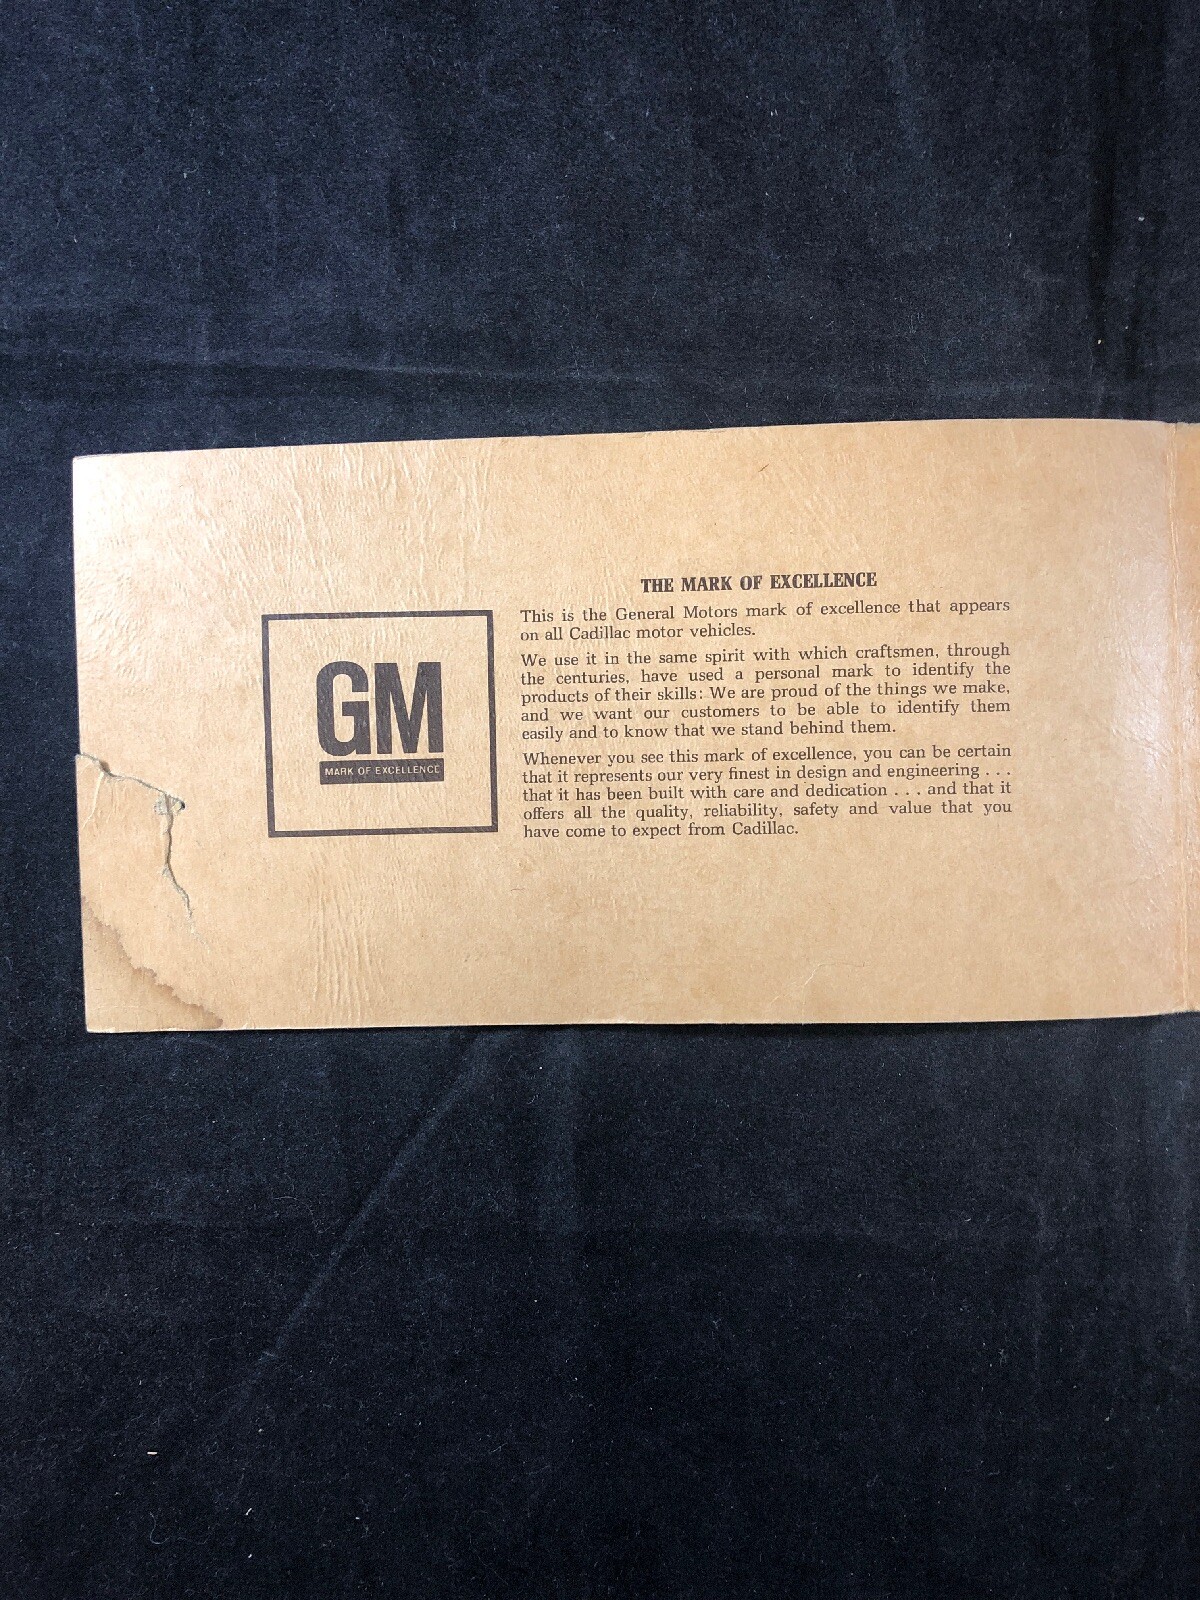 GM
MARK OF EXCELLENCE
THE MARK OF EXCELLENCE
This is the General Motors mark of excellence that appears
on all Cadillac motor vehicles.
We use it in the same spirit with which craftsmen, through
the centuries, have used a personal mark to identify the
products of their skills: We are proud of the things we make,
and we want our customers to be able to identify them
easily and to know that we stand behind them.
Whenever you see this mark of excellence, you can be certain
that it represents our very finest in design and engineering . . .
that it has been built with care and dedication . . . and that it
offers all the quality, reliability, safety and value that you
have come to expect from Cadillac.